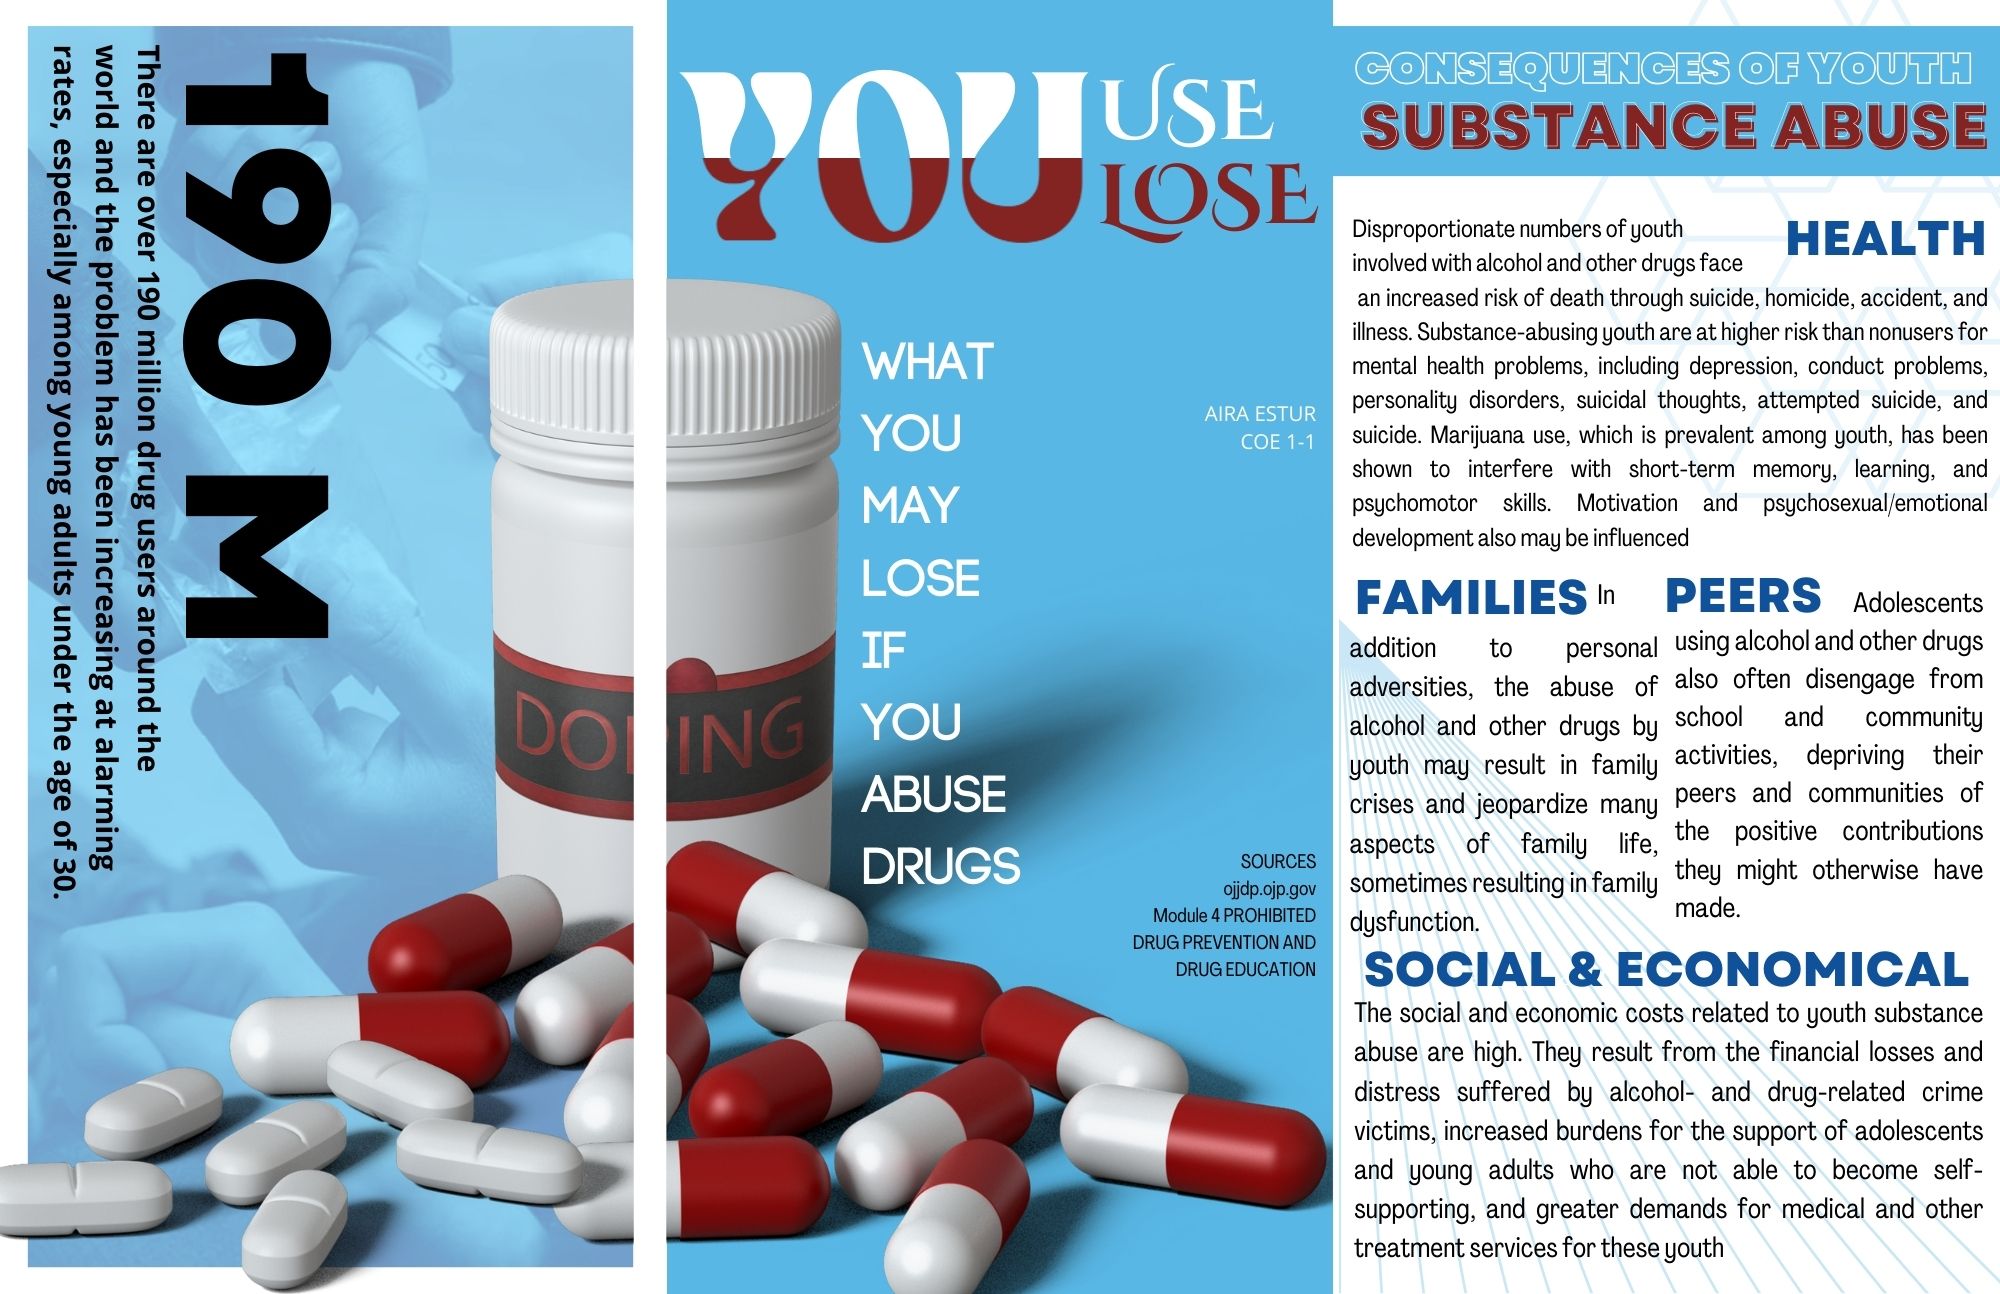 190 M
There are over 190 million drug users around the
world and the problem has been increasing at alarming
rates, especially among young adults under the age of 30.
YOU USE
LOSE
WHAT
YOU
MAY
LOSE
IF
YOU
ABUSE
DRUGS
AIRA ESTUR
COE 1-1
DOPING
SOURCES
ojjdp.ojp.gov
Module 4 PROHIBITED
DRUG PREVENTION AND
DRUG EDUCATION
CONSEQUENCES OF YOUTH
SUBSTANCE ABUSE
HEALTH
Disproportionate numbers of youth
involved with alcohol and other drugs face
an increased risk of death through suicide, homicide, accident, and
illness. Substance-abusing youth are at higher risk than nonusers for
mental health problems, including depression, conduct problems,
personality disorders, suicidal thoughts, attempted suicide, and
suicide. Marijuana use, which is prevalent among youth, has been
shown to interfere with short-term memory, learning, and
psychomotor skills. Motivation and psychosexual/emotional
development also may be influenced
FAMILIES In
addition to personal
adversities, the abuse of
alcohol and other drugs by
youth may result in family
crises and jeopardize many
aspects of family life,
sometimes resulting in family
dysfunction.
PEERS Adolescents
using alcohol and other drugs
also often disengage from
school and community
activities, depriving their
peers and communities of
the positive contributions
they might otherwise have
made.
SOCIAL & ECONOMICAL
The social and economic costs related to youth substance
abuse are high. They result from the financial losses and
distress suffered by alcohol- and drug-related crime
victims, increased burdens for the support of adolescents
and young adults who are not able to become self-
supporting, and greater demands for medical and other
treatment services for these youth